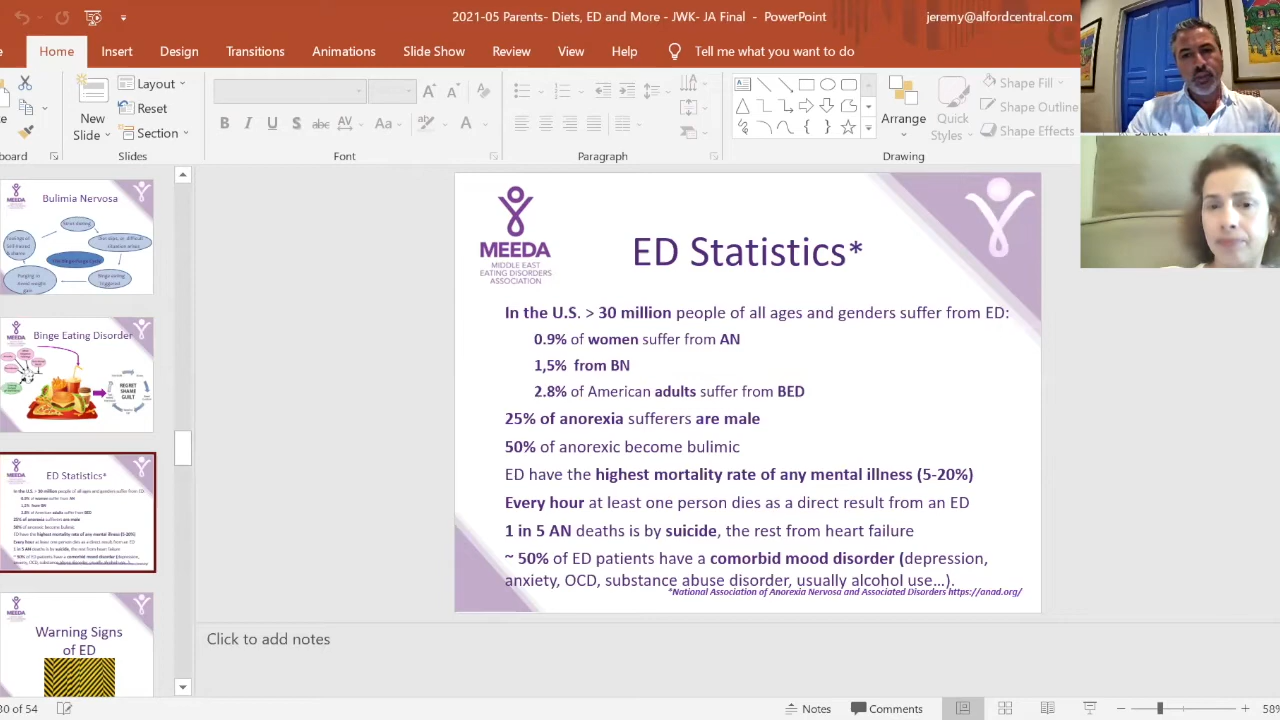 2021-05 Parents- Diets, ED and More - JWK- JA Final - PowerPoint
jeremy@alfordcentral.com
Home Insert Design Transitions Animations Slide Show Review View Help Tell me what you want to do
New Slide
Layout
Reset
Section
Slides
Font
Paragraph
Arrange
Quick Styles
Shape Fill
Shape Outline
Shape Effects
Drawing
Bulimia Nervosa
Binge Eating Disorder
REGRET
SHAME
GUILT
ED Statistics*
Warning Signs
of ED
MEEDA
MIDDLE EAST
EATING DISORDERS
ASSOCIATION
ED Statistics*
In the U.S. > 30 million people of all ages and genders suffer from ED:
0.9% of women suffer from AN
1,5% from BN
2.8% of American adults suffer from BED
25% of anorexia sufferers are male
50% of anorexic become bulimic
ED have the highest mortality rate of any mental illness (5-20%)
Every hour at least one person dies as a direct result from an ED
1 in 5 AN deaths is by suicide, the rest from heart failure
~ 50% of ED patients have a comorbid mood disorder (depression,
anxiety, OCD, substance abuse disorder, usually alcohol use…).
*National Association of Anorexia Nervosa and Associated Disorders https://anad.org/
Click to add notes
of 54
Notes
Comments